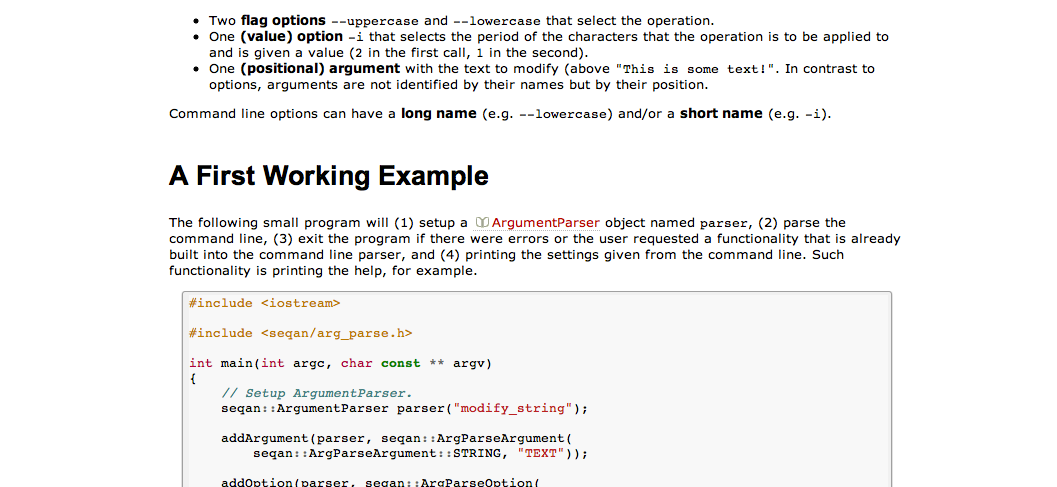 • Two flag options --uppercase and --lowercase that select the operation.
• One (value) option -i that selects the period of the characters that the operation is to be applied to
and is given a value (2 in the first call, 1 in the second).
• One (positional) argument with the text to modify (above "This is some text!". In contrast to
options, arguments are not identified by their names but by their position.
Command line options can have a long name (e.g. --lowercase) and/or a short name (e.g. -i).
A First Working Example
The following small program will (1) setup a ArgumentParser object named parser, (2) parse the
command line, (3) exit the program if there were errors or the user requested a functionality that is already
built into the command line parser, and (4) printing the settings given from the command line. Such
functionality is printing the help, for example.
#include <iostream>
#include <seqan/arg_parse.h>
int main(int argc, char const ** argv)
{
// Setup ArgumentParser.
seqan::ArgumentParser parser("modify_string");
addArgument(parser, seqan::ArgParseArgument(
seqan::ArgParseArgument::STRING, "TEXT"));
addOption(parser, seqan::ArgParseOption(